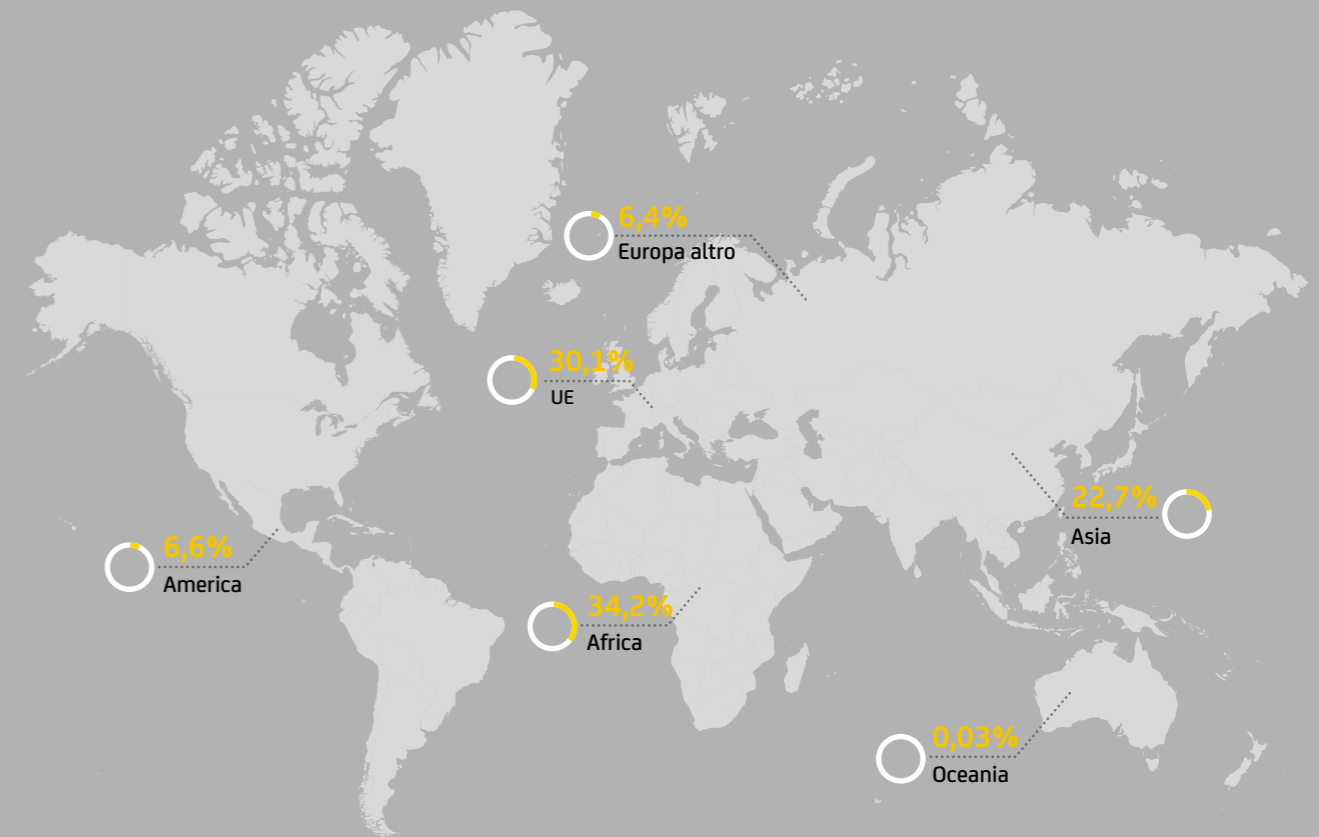 6,4%
Europa altro
30,1%
UE
22,7%
Asia
6,6%
America
34,2%
Africa
0,03%
Oceania